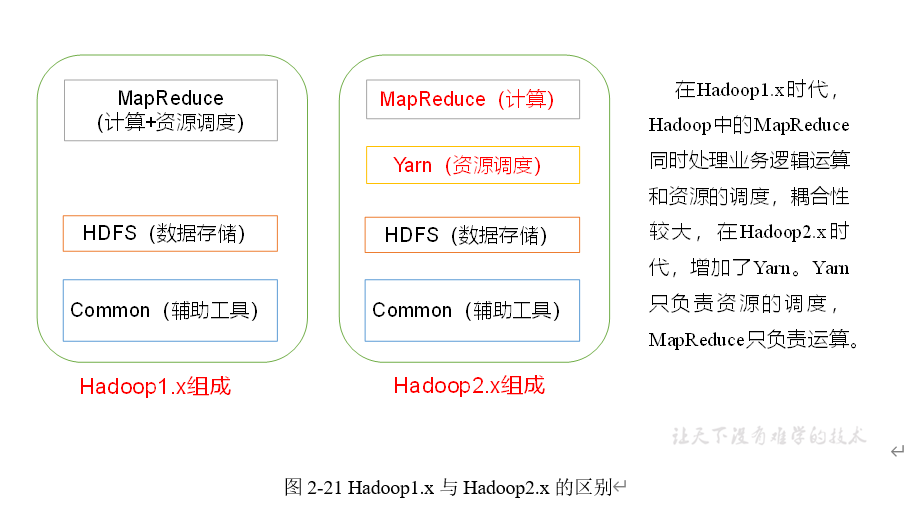 MapReduce
(计算+资源调度)
HDFS（数据存储）
Common（辅助工具）
Hadoop1.x组成
MapReduce（计算）
Yarn（资源调度）
HDFS（数据存储）
Common（辅助工具）
Hadoop2.x组成
在Hadoop1.x时代，
Hadoop中的MapReduce
同时处理业务逻辑运算
和资源的调度，耦合性
较大，在Hadoop2.x时
代，增加了Yarn。Yarn
只负责资源的调度，
MapReduce只负责运算。
让天下没有难学的技术
图 2-21 Hadoop1.x 与 Hadoop2.x 的区别